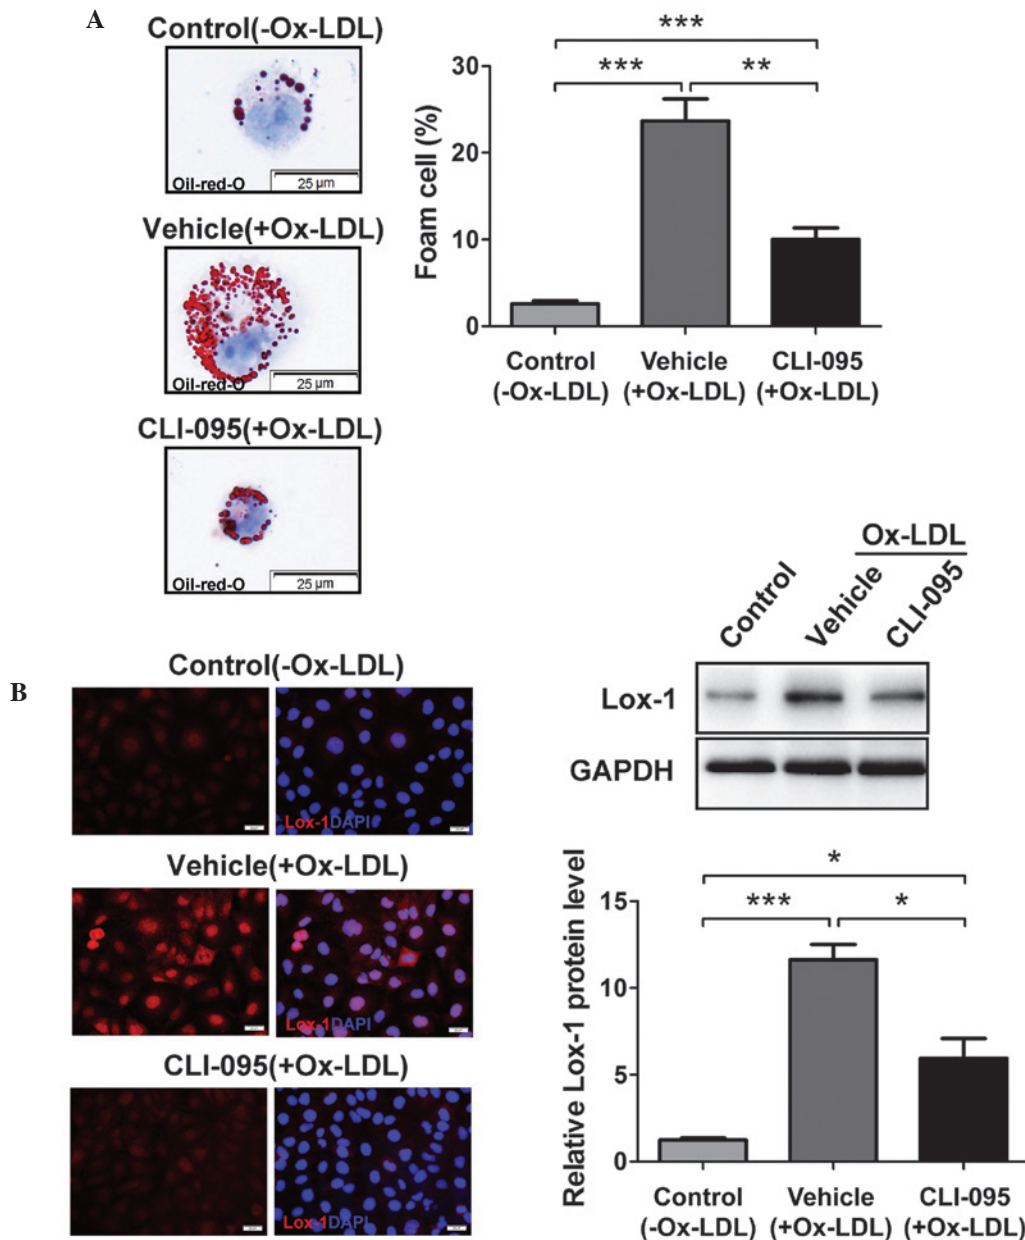 A
Control(-Ox-LDL)
Oil-red-O
25 μm
Vehicle(+Ox-LDL)
Oil-red-O
25 μm
CLI-095(+Ox-LDL)
Oil-red-O
25 μm
***
***
**
Foam cell (%)
30
20
10
0
Control
(-Ox-LDL)
Vehicle
(+Ox-LDL)
CLI-095
(+Ox-LDL)
B
Control(-Ox-LDL)
Lox-1DAPI
Vehicle(+Ox-LDL)
Lox-1DAPI
CLI-095(+Ox-LDL)
Lox-1DAPI
Ox-LDL
Control
Vehicle
CLI-095
Lox-1
GAPDH
*
***
*
Relative Lox-1 protein level
15
10
5
0
Control
(-Ox-LDL)
Vehicle
(+Ox-LDL)
CLI-095
(+Ox-LDL)